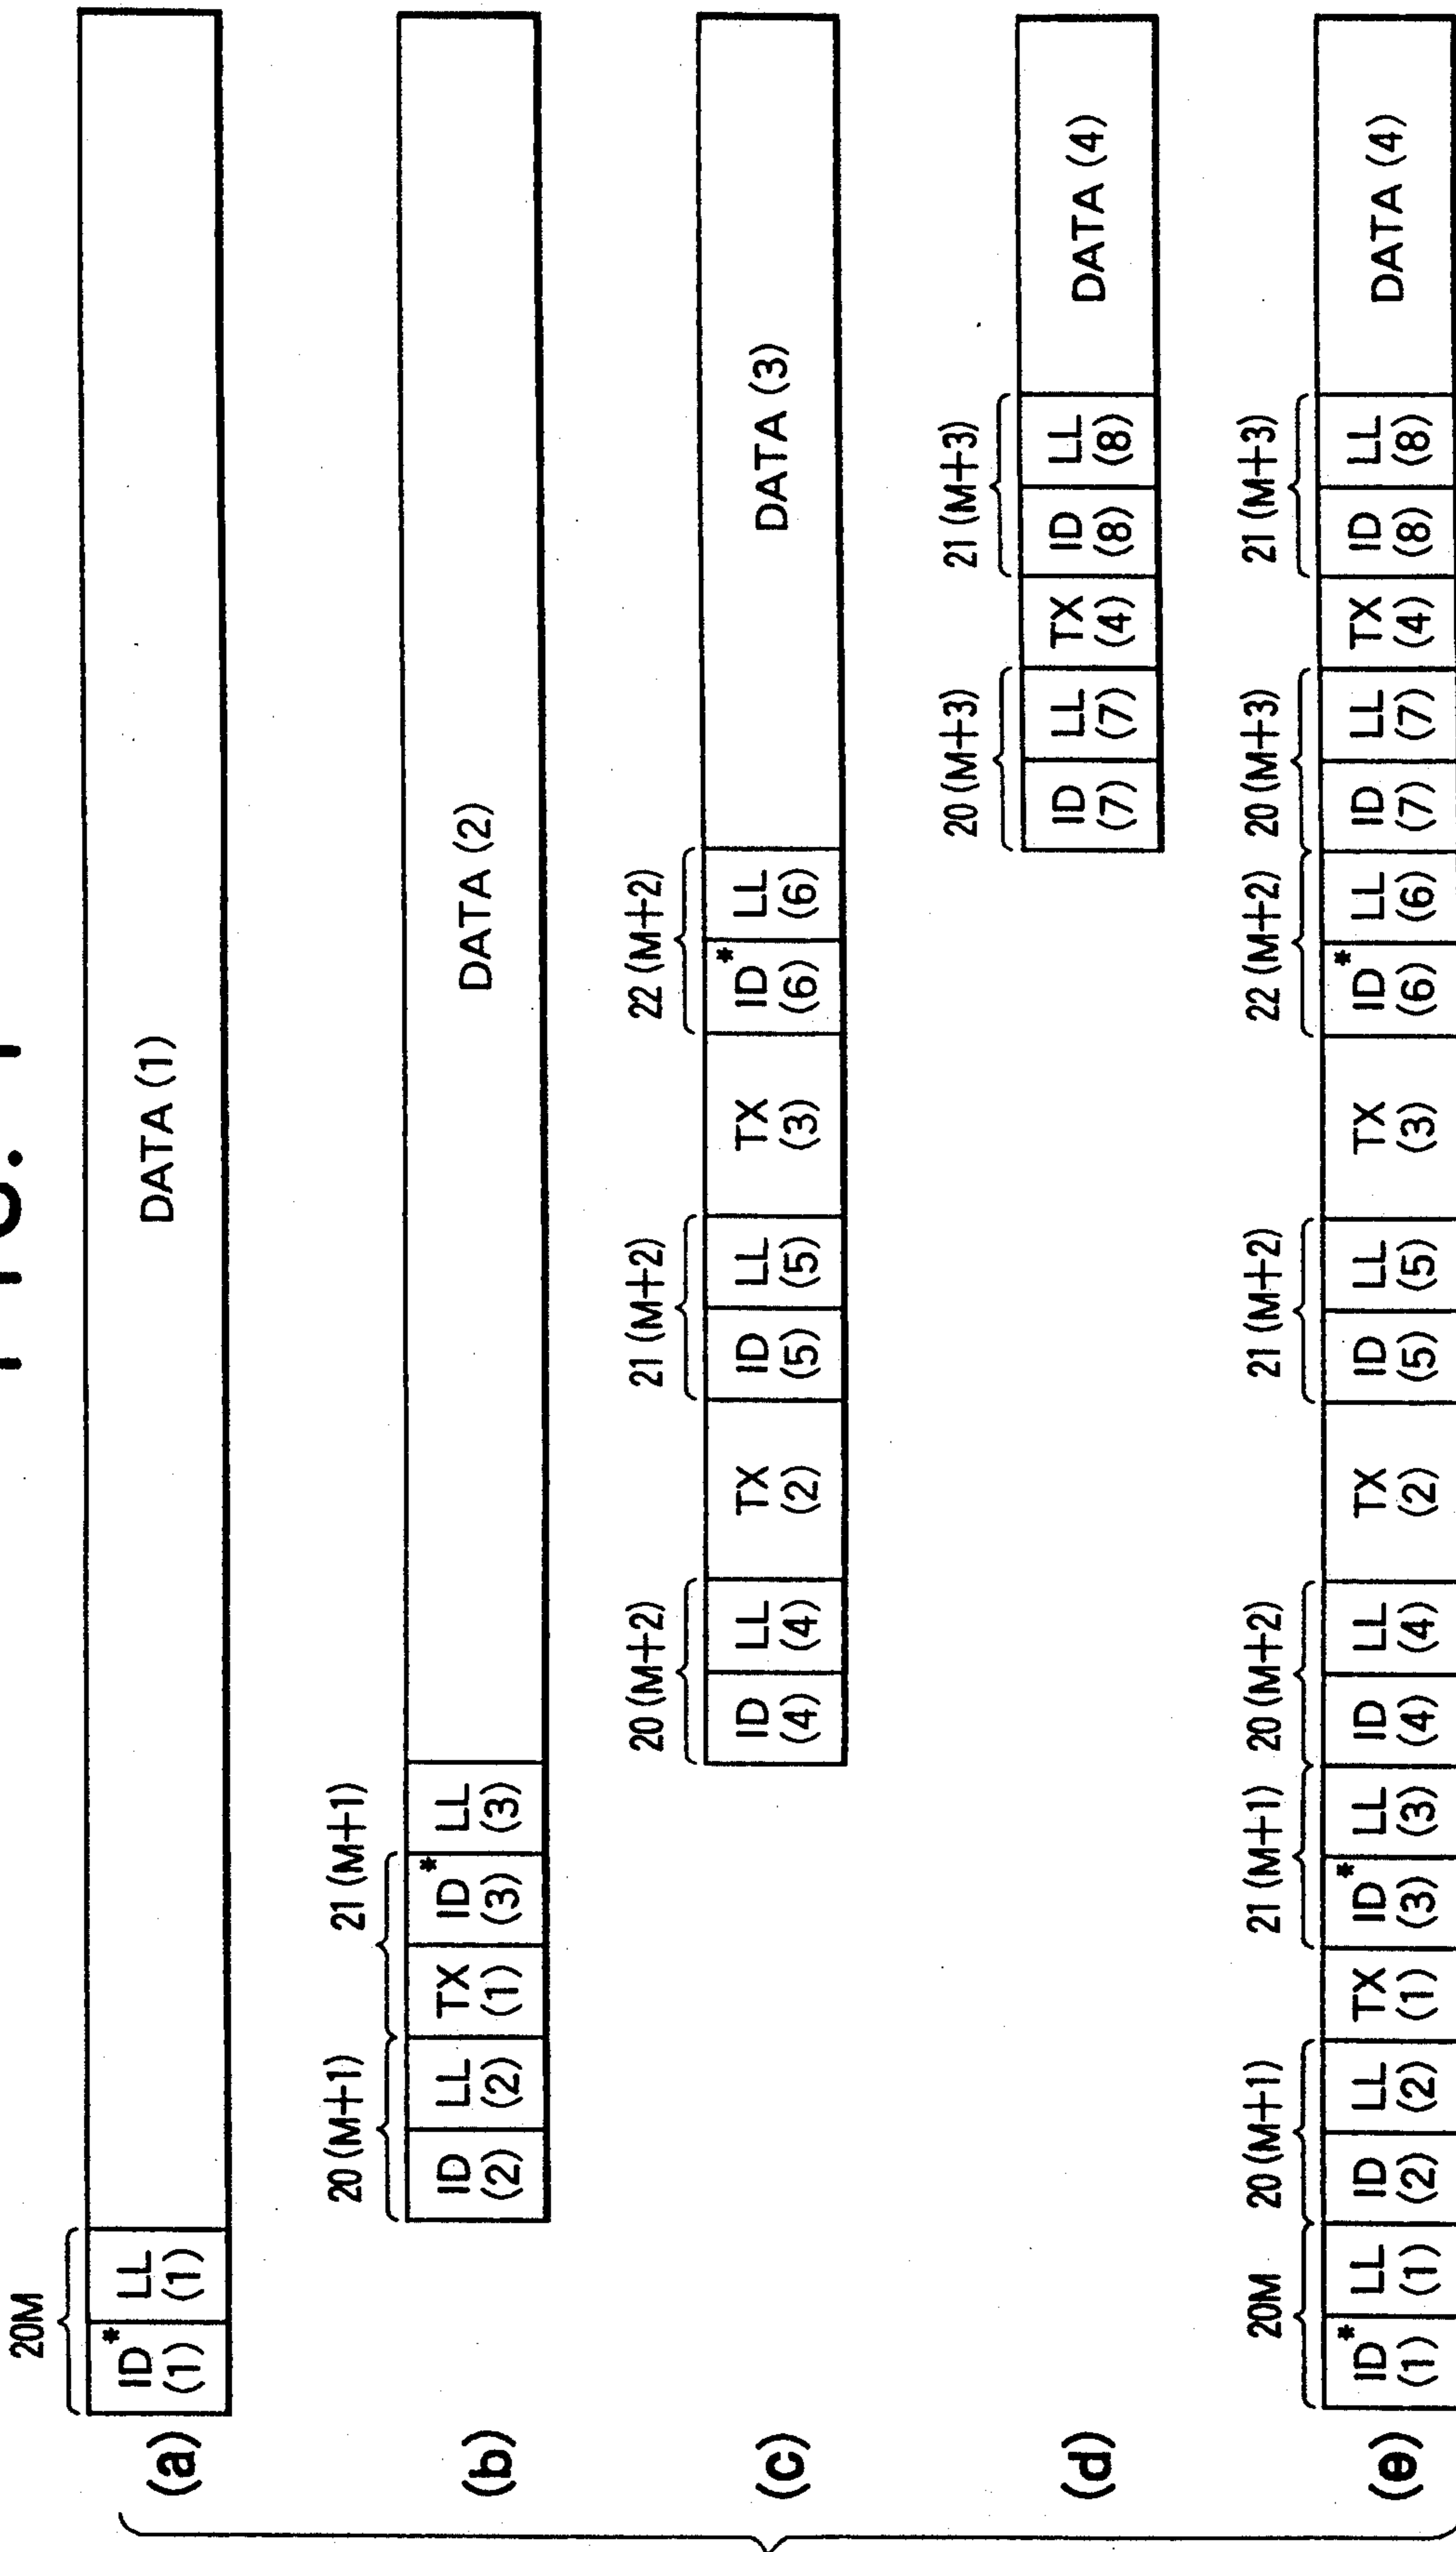 20M
(a) ID* (1) LL (1) DATA (1)
20 (M+1) 21 (M+1)
(b) ID (2) LL (2) TX (1) ID* (3) LL (3) DATA (2)
20 (M+2) 21 (M+2) 22 (M+2)
(c) ID (4) LL (4) TX (2) ID (5) LL (5) TX (3) ID* (6) LL (6) DATA (3)
20 (M+3) 21 (M+3)
(d) ID (7) LL (7) TX (4) ID (8) LL (8) DATA (4)
20M 20 (M+1) 21 (M+1) 20 (M+2) 21 (M+2) 22 (M+2) 20 (M+3) 21 (M+3)
(e) ID* (1) LL (1) ID (2) LL (2) TX (1) ID* (3) LL (3) ID (4) LL (4) TX (2) ID (5) LL (5) TX (3) ID* (6) LL (6) ID (7) LL (7) TX (4) ID (8) LL (8) DATA (4)